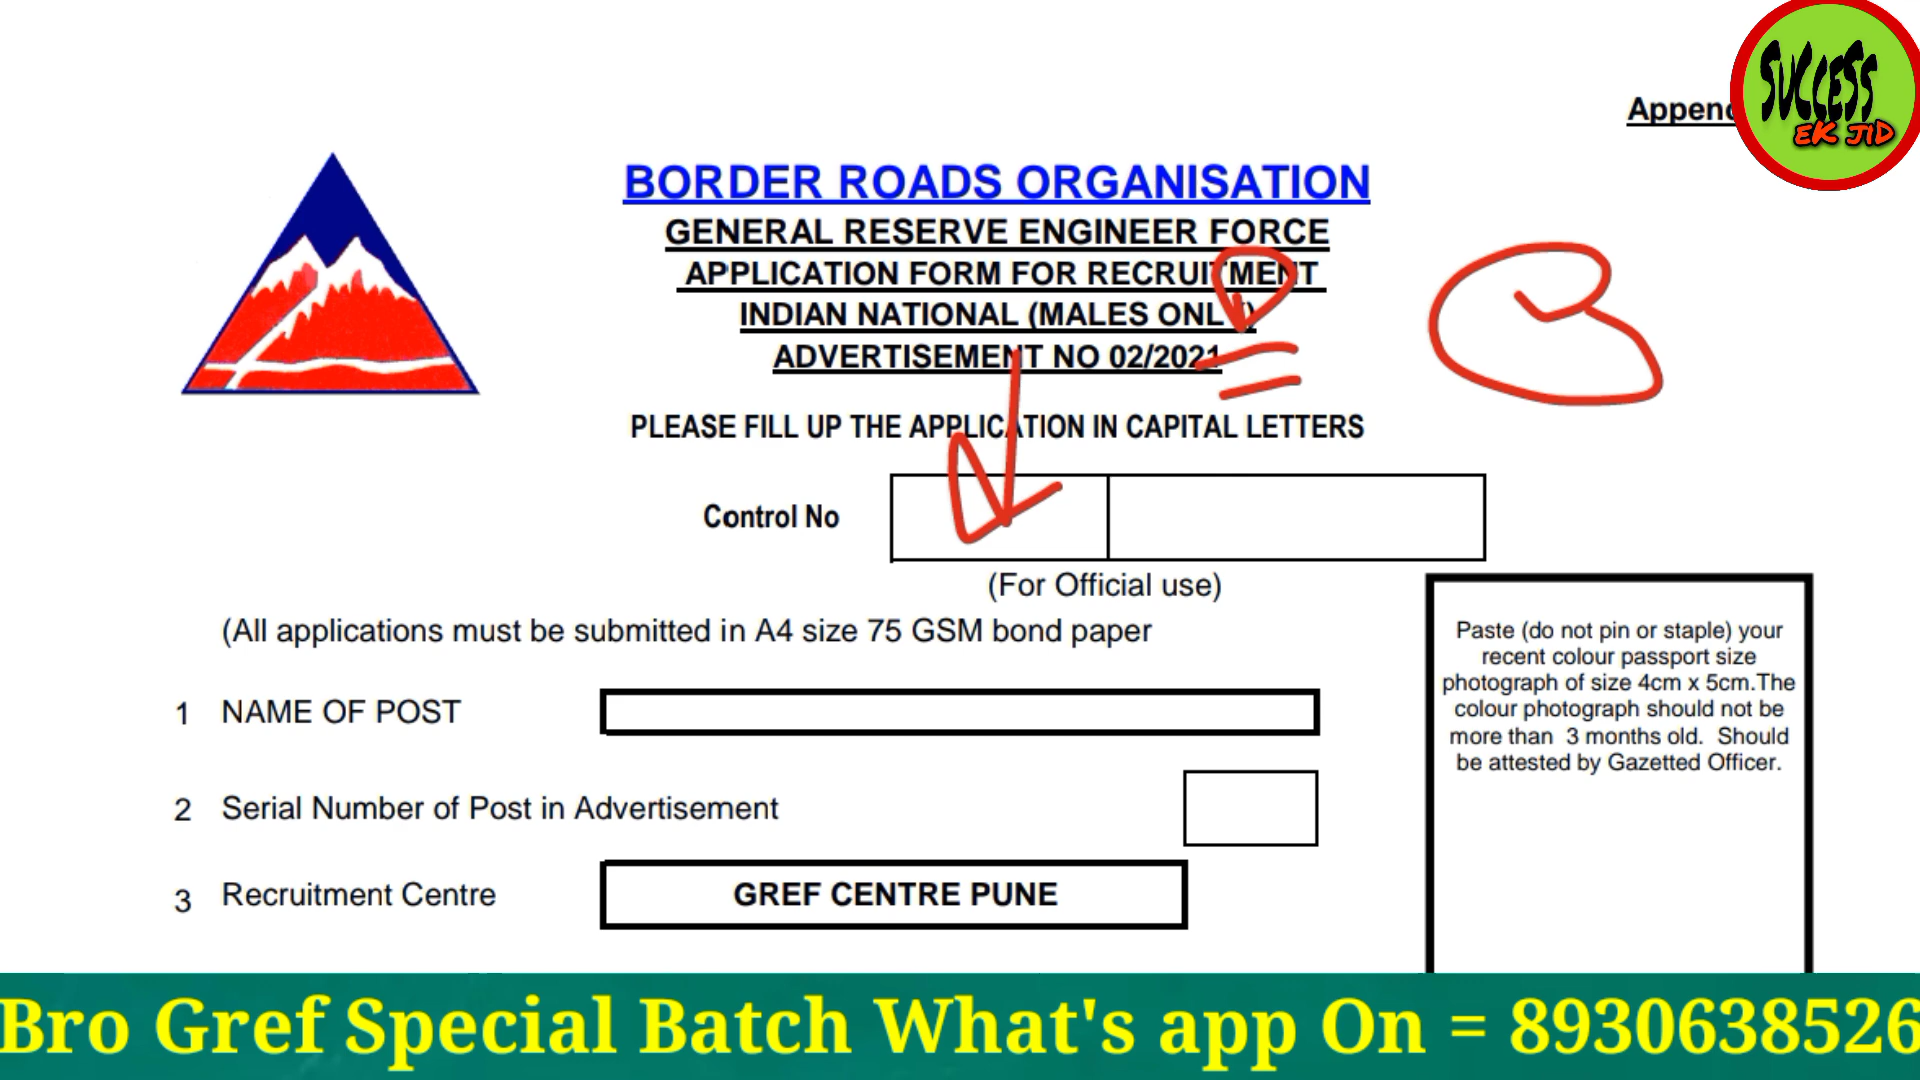 SUCCESS
EK JID
BORDER ROADS ORGANISATION
GENERAL RESERVE ENGINEER FORCE
APPLICATION FORM FOR RECRUITMENT
INDIAN NATIONAL (MALES ONLY)
ADVERTISEMENT NO 02/2021
PLEASE FILL UP THE APPLICATION IN CAPITAL LETTERS
Control No
(For Official use)
(All applications must be submitted in A4 size 75 GSM bond paper
Paste (do not pin or staple) your
recent colour passport size
photograph of size 4cm x 5cm.The
colour photograph should not be
more than 3 months old. Should
be attested by Gazetted Officer.
1 NAME OF POST
2 Serial Number of Post in Advertisement
3 Recruitment Centre GREF CENTRE PUNE
Bro Gref Special Batch What's app On = 8930638526